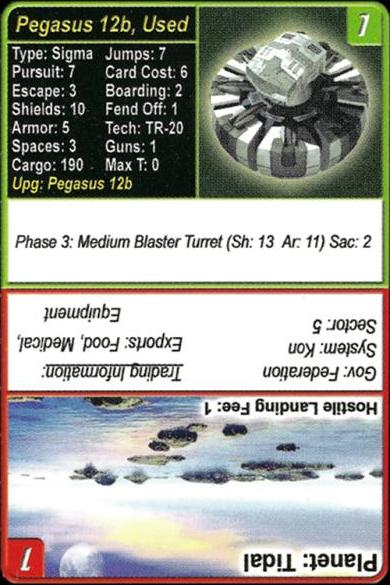 Pegasus 12b, Used
1
Type: Sigma Jumps: 7
Pursuit: 7 Card Cost: 6
Escape: 3 Boarding: 2
Shields: 10 Fend Off: 1
Armor: 5 Tech: TR-20
Spaces: 3 Guns: 1
Cargo: 190 Max T: 0
Upg: Pegasus 12b
Phase 3: Medium Blaster Turret (Sh: 13 Ar: 11) Sac: 2
Planet: Tidal
1
Hostile Landing Fee: 1
Gov: Federation
System: Kon
Sector: 5
Trading Information:
Exports: Food, Medical,
Equipment